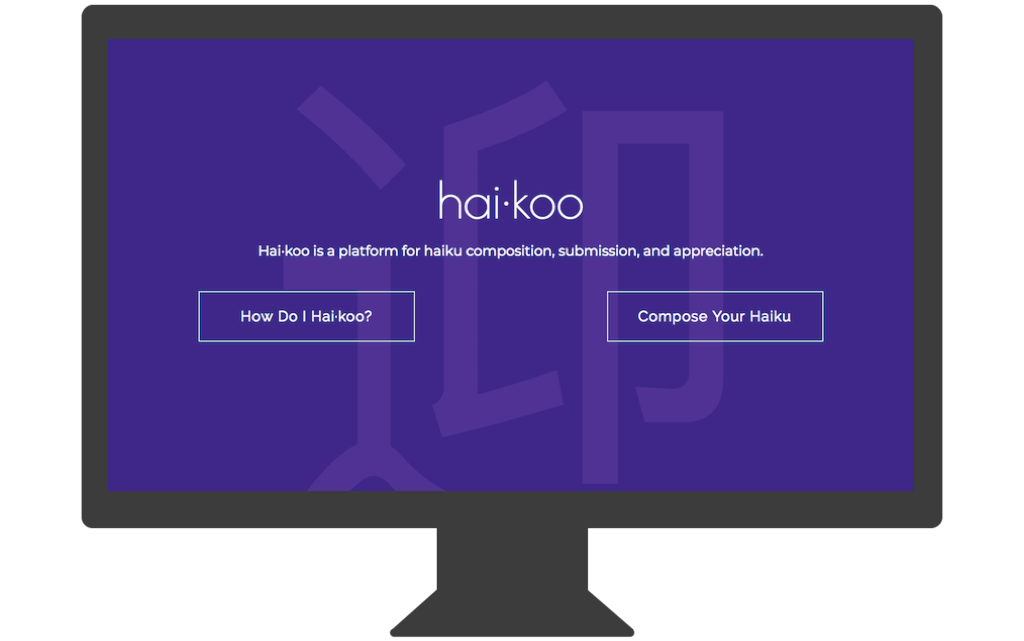 迎
hai·koo
Hai·koo is a platform for haiku composition, submission, and appreciation.
How Do I Hai·koo?
Compose Your Haiku